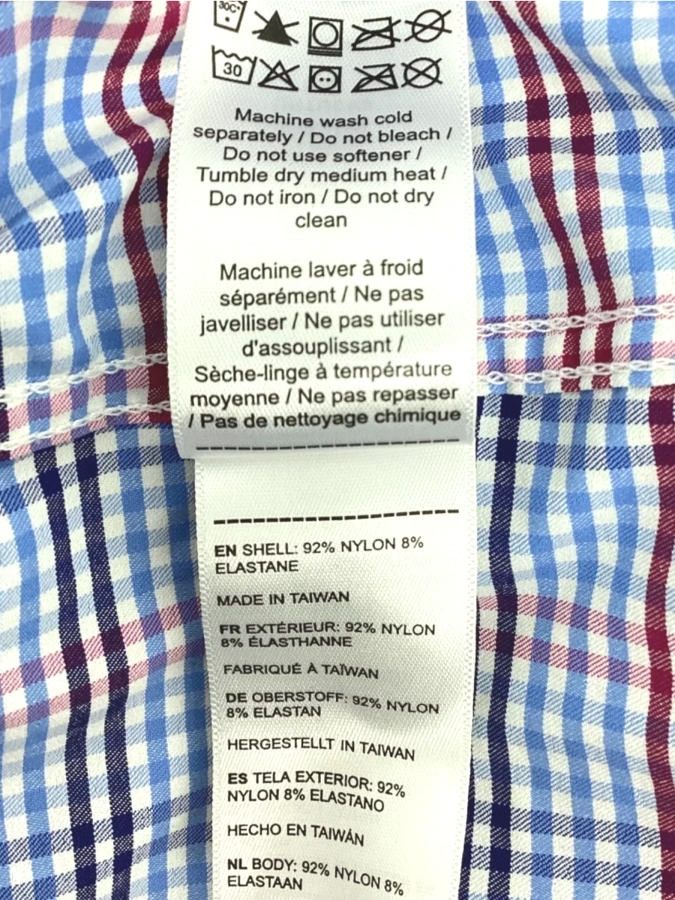 30C
30
Machine wash cold
separately / Do not bleach /
Do not use softener /
Tumble dry medium heat /
Do not iron / Do not dry
clean
Machine laver à froid
séparément / Ne pas
javelliser / Ne pas utiliser
d'assouplissant /
Sèche-linge à température
moyenne / Ne pas repasser
/ Pas de nettoyage chimique
EN SHELL: 92% NYLON 8%
ELASTANE
MADE IN TAIWAN
FR EXTÉRIEUR: 92% NYLON
8% ÉLASTHANNE
FABRIQUÉ À TAÏWAN
DE OBERSTOFF: 92% NYLON
8% ELASTAN
HERGESTELLT IN TAIWAN
ES TELA EXTERIOR: 92%
NYLON 8% ELASTANO
HECHO EN TAIWÁN
NL BODY: 92% NYLON 8%
ELASTAAN